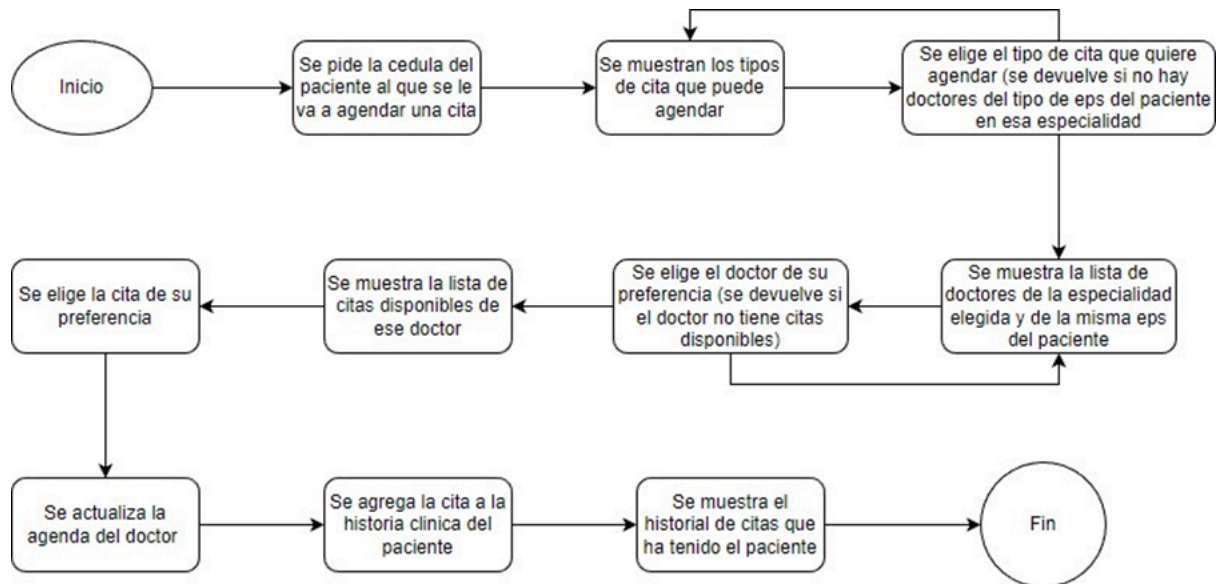 Inicio
Se pide la cedula del
paciente al que se le
va a agendar una cita
Se muestran los tipos
de cita que puede
agendar
Se elige el tipo de cita que quiere
agendar (se devuelve si no hay
doctores del tipo de eps del paciente
en esa especialidad
Se muestra la lista de
doctores de la especialidad
elegida y de la misma eps
del paciente
Se elige el doctor de su
preferencia (se devuelve si
el doctor no tiene citas
disponibles)
Se muestra la lista de
citas disponibles de
ese doctor
Se elige la cita de su
preferencia
Se actualiza la
agenda del doctor
Se agrega la cita a la
historia clinica del
paciente
Se muestra el
historial de citas que
ha tenido el paciente
Fin